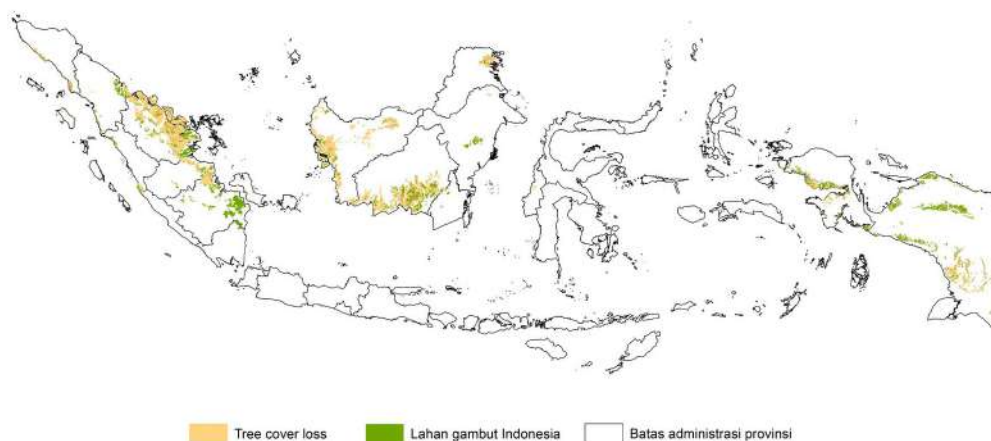 Tree cover loss
Lahan gambut Indonesia
Batas administrasi provinsi